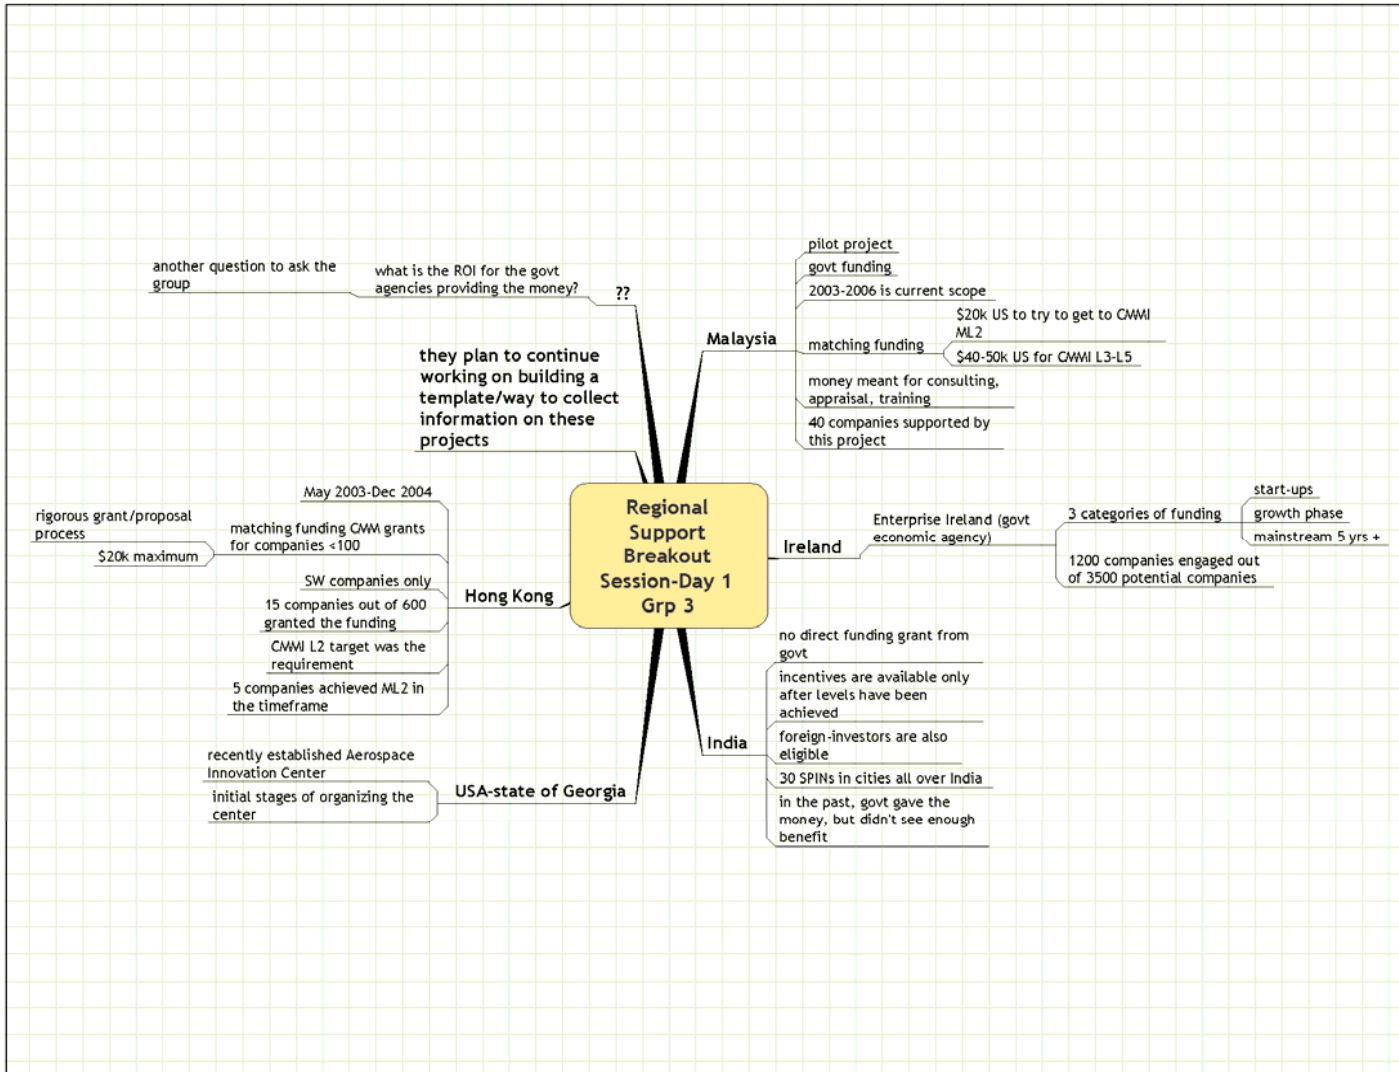 Regional
Support
Breakout
Session-Day 1
Grp 3
Malaysia
pilot project
govt funding
2003-2006 is current scope
matching funding
$20k US to try to get to CMMI
ML2
$40-50k US for CMMI L3-L5
money meant for consulting,
appraisal, training
40 companies supported by
this project
Ireland
Enterprise Ireland (govt
economic agency)
3 categories of funding
start-ups
growth phase
mainstream 5 yrs +
1200 companies engaged out
of 3500 potential companies
India
no direct funding grant from
govt
incentives are available only
after levels have been
achieved
foreign-investors are also
eligible
30 SPINs in cities all over India
in the past, govt gave the
money, but didn't see enough
benefit
USA-state of Georgia
recently established Aerospace
Innovation Center
initial stages of organizing the
center
Hong Kong
May 2003-Dec 2004
matching funding CMM grants
for companies <100
rigorous grant/proposal
process
$20k maximum
SW companies only
15 companies out of 600
granted the funding
CMMI L2 target was the
requirement
5 companies achieved ML2 in
the timeframe
they plan to continue
working on building a
template/way to collect
information on these
projects
??
what is the ROI for the govt
agencies providing the money?
another question to ask the
group